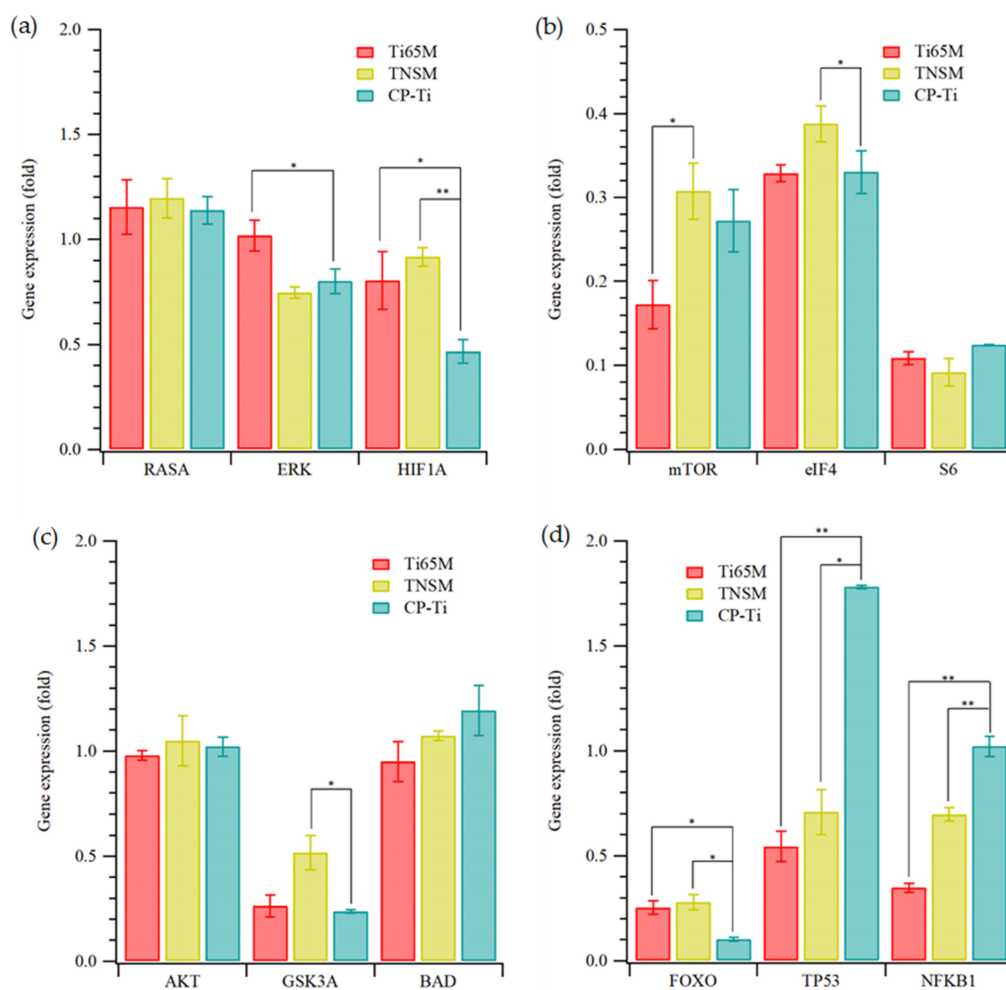 (a)
2.0
1.5
1.0
0.5
0.0
Gene expression (fold)
Ti65M
TNSM
CP-Ti
*
*
**
RASA ERK HIF1A
(b)
0.5
0.4
0.3
0.2
0.1
0.0
Gene expression (fold)
Ti65M
TNSM
CP-Ti
*
*
mTOR eIF4 S6
(c)
2.0
1.5
1.0
0.5
0.0
Gene expression (fold)
Ti65M
TNSM
CP-Ti
*
AKT GSK3A BAD
(d)
2.0
1.5
1.0
0.5
0.0
Gene expression (fold)
Ti65M
TNSM
CP-Ti
**
*
**
**
*
*
FOXO TP53 NFKB1